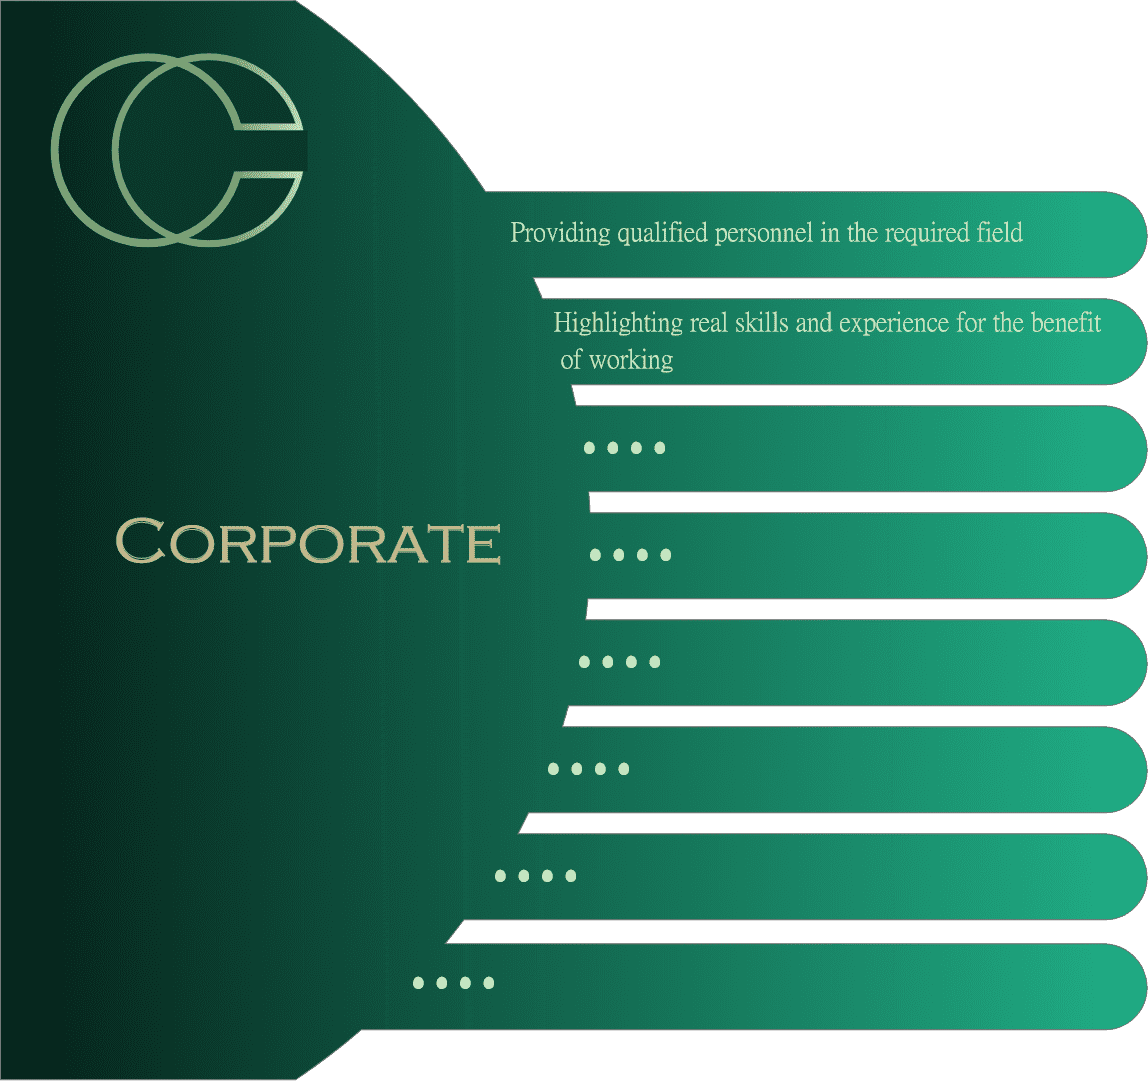 Providing qualified personnel in the required field
Highlighting real skills and experience for the benefit
of working
....
....
CORPORATE
....
....
....
....